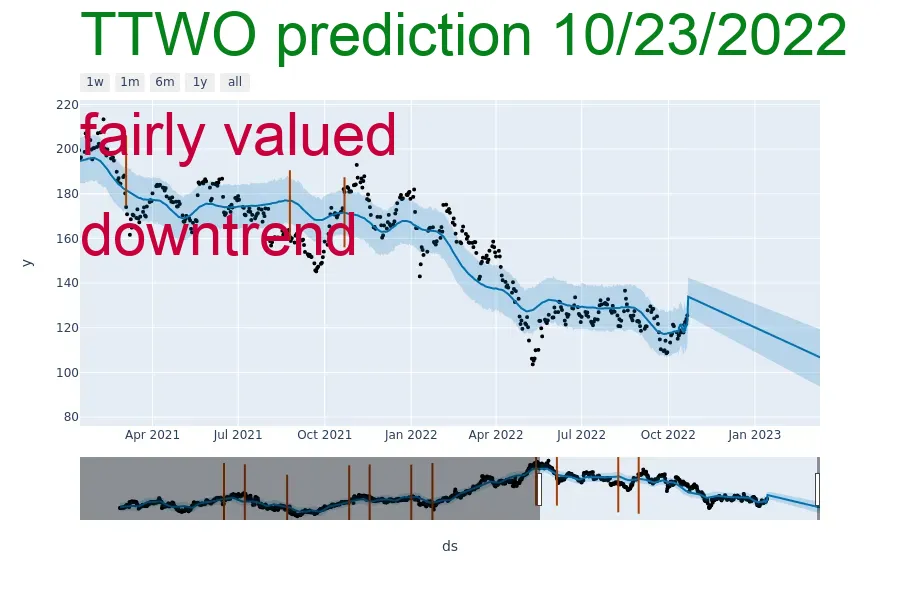 TTWO prediction 10/23/2022
1w 1m 6m 1y all
fairly valued
downtrend
220
200
180
160
140
120
100
80
y
Apr 2021 Jul 2021 Oct 2021 Jan 2022 Apr 2022 Jul 2022 Oct 2022 Jan 2023
ds